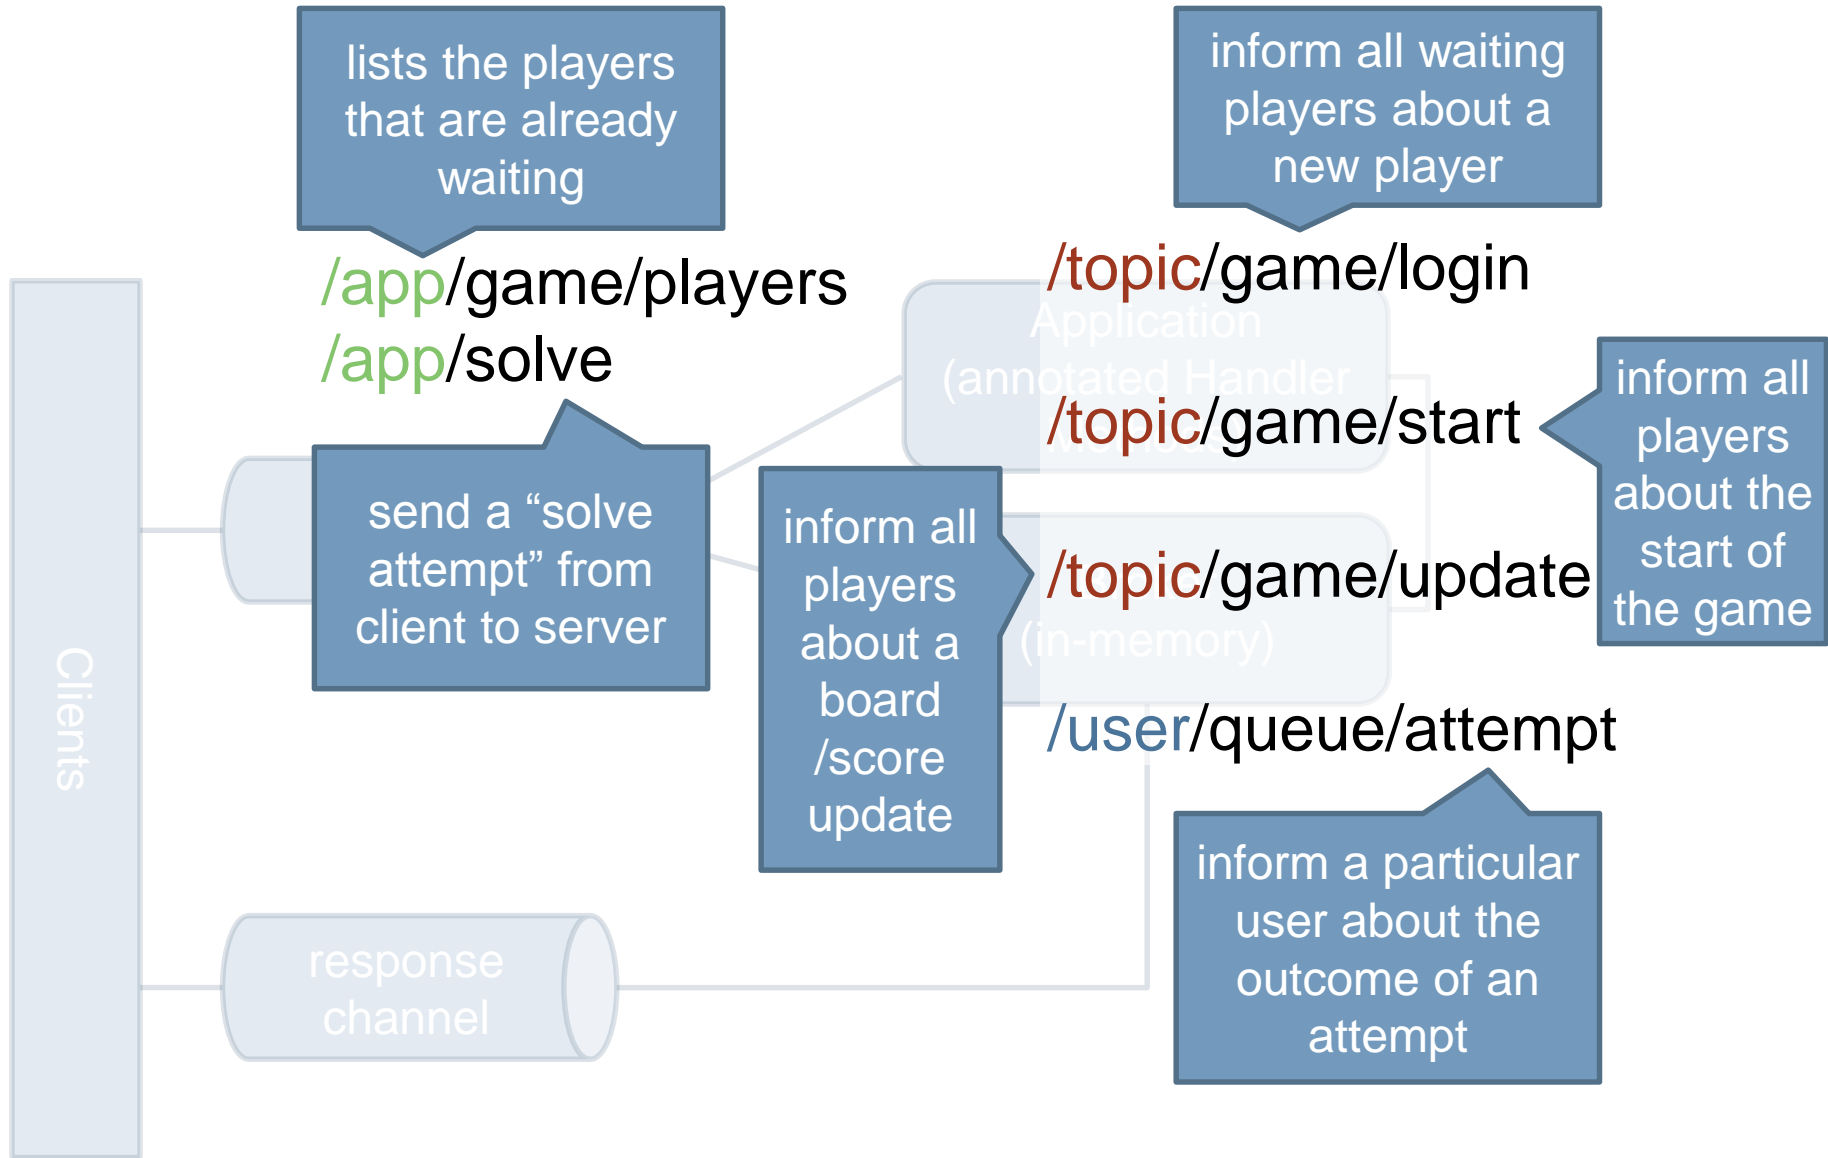 lists the players
that are already
waiting
inform all waiting
players about a
new player
/app/game/players
/app/solve
/topic/game/login
Application
(annotated Handler
/topic/game/start
inform all
players
about the
start of
the game
send a “solve
attempt” from
client to server
inform all
players
about a
board
/score
update
/topic/game/update
(in-memory)
/user/queue/attempt
inform a particular
user about the
outcome of an
attempt
Clients
response
channel